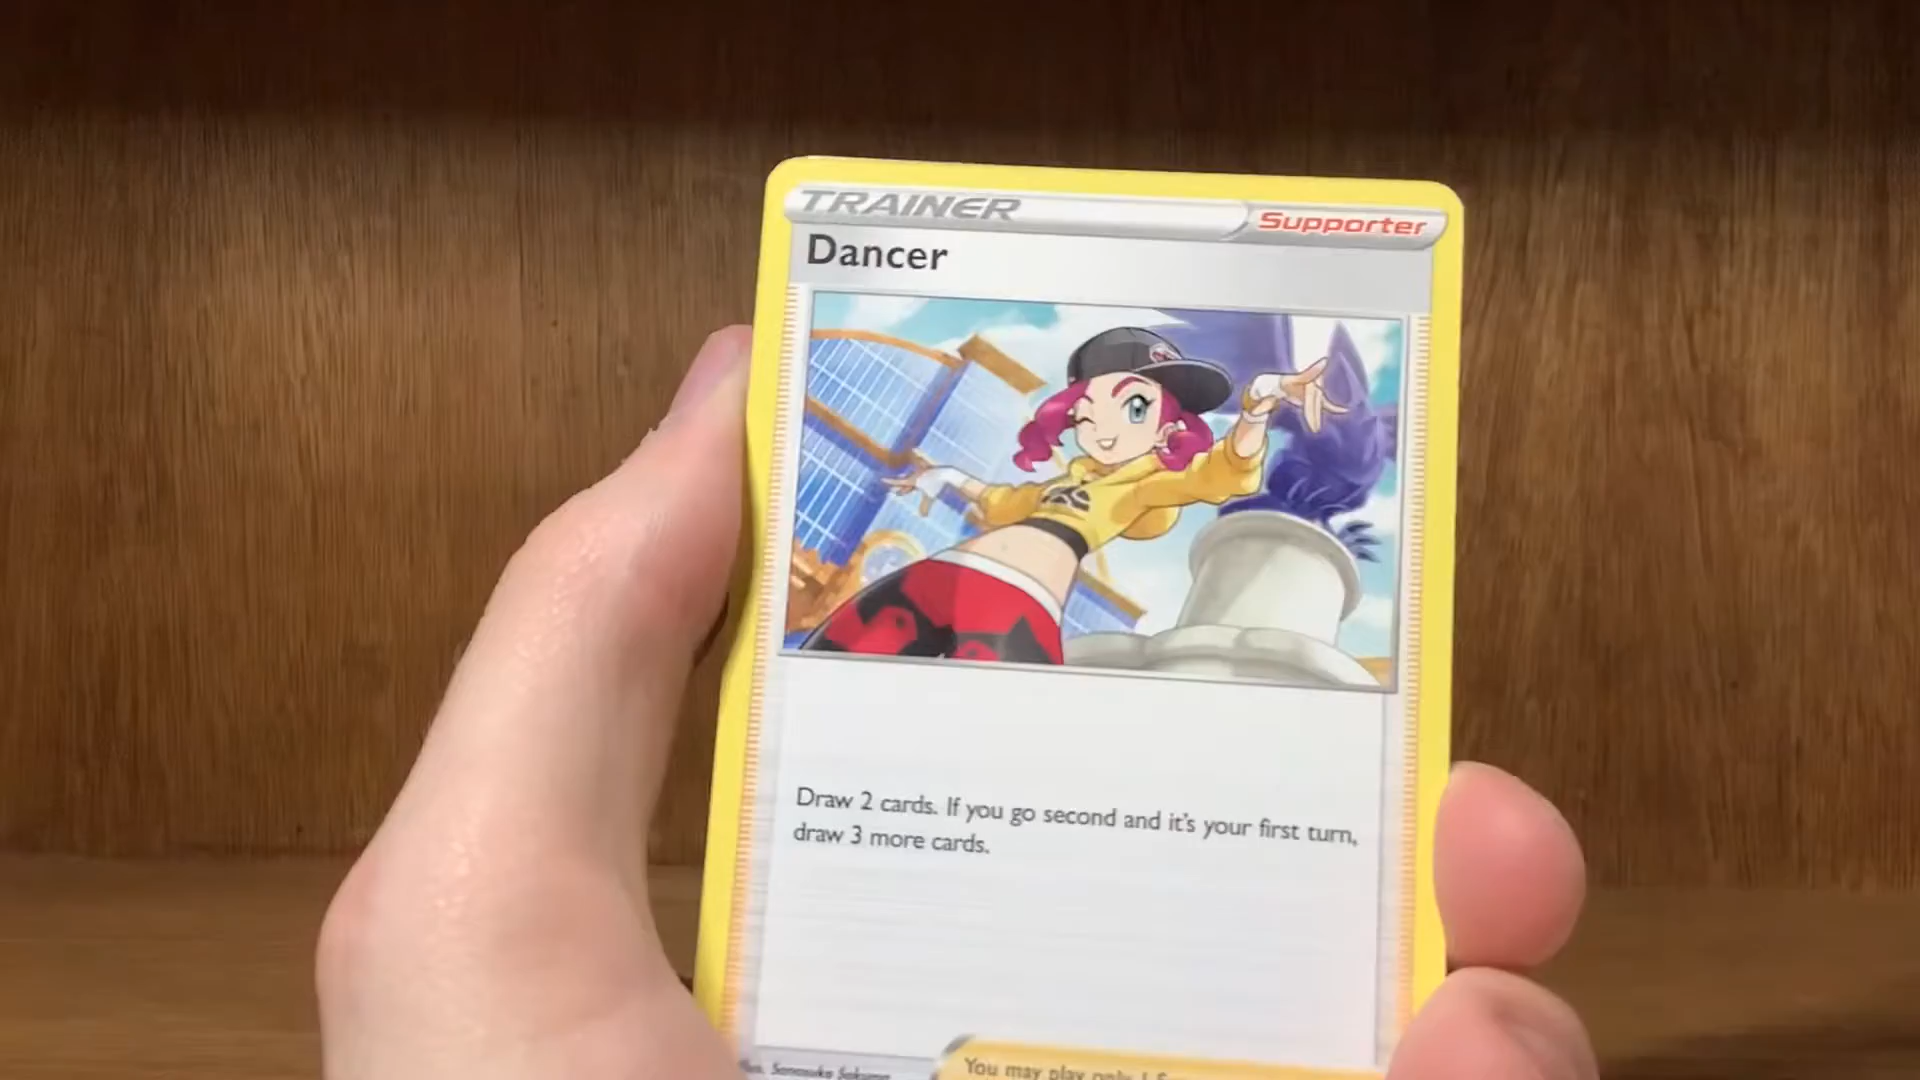 TRAINER
Supporter
Dancer
Draw 2 cards. If you go second and it's your first turn,
draw 3 more cards.
You may play only 1